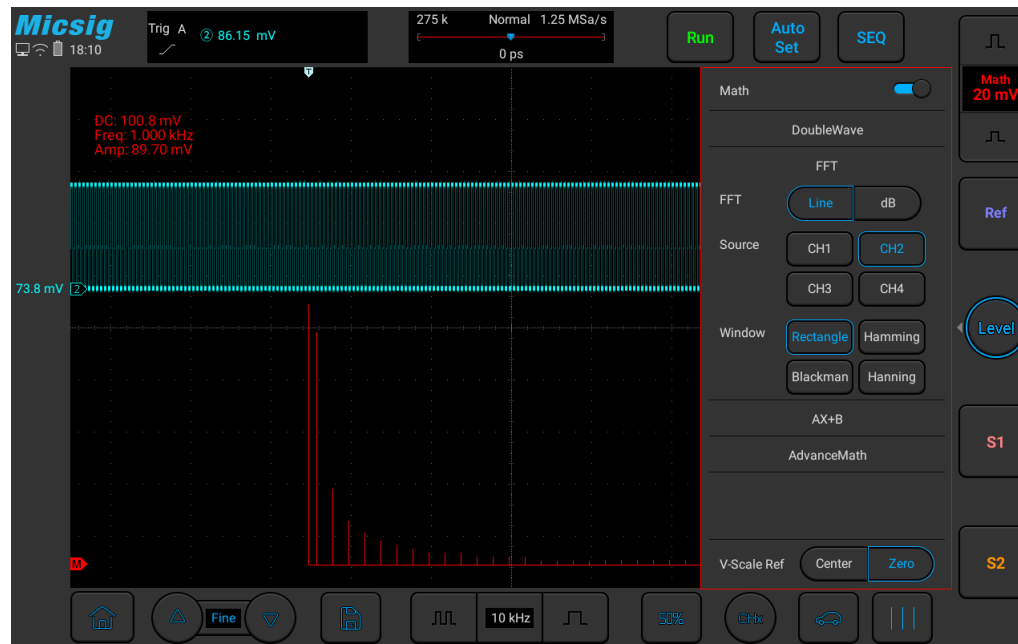 Micsig
18:10
Trig A ② 86.15 mV
275 k Normal 1.25 MSa/s
0 ps
Run
Auto Set
SEQ
T
DC: 100.8 mV
Freq: 1.000 kHz
Amp: 89.70 mV
73.8 mV 2
M
Math
DoubleWave
FFT
FFT Line dB
Source CH1 CH2
CH3 CH4
Window Rectangle Hamming
Blackman Hanning
AX+B
AdvanceMath
V-Scale Ref Center Zero
Math
20 mV
Ref
Level
S1
S2
Fine
10 kHz
50%
CHx